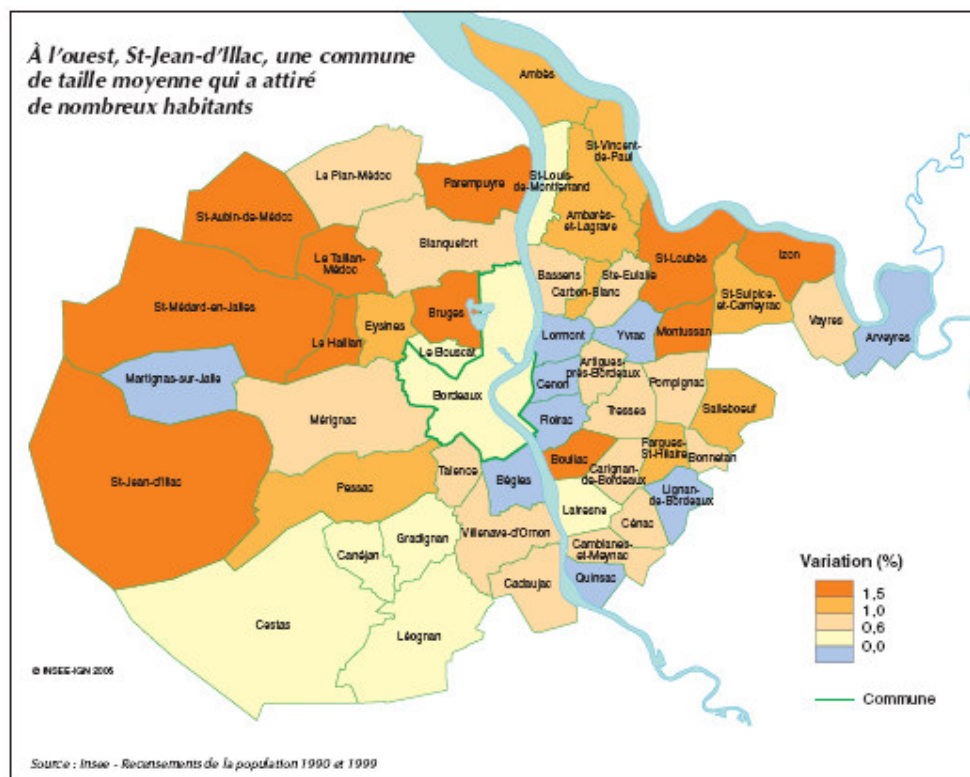 À l'ouest, St-Jean-d'Illac, une commune
de taille moyenne qui a attiré
de nombreux habitants
Ambès
St-Vincent-
de-Paul
Le Pian-Médoc
Parempuyre
St-Louis-
de-Montferrand
St-Aubin-de-Médoc
Ambarès-
et-Lagrave
Blanquefort
Le Taillan-
Médoc
St-Loubès
Izon
Bassens
Ste-Eulalie
Carbon-Blanc
St-Sulpice-
et-Cameyrac
St-Médard-en-Jalles
Bruges
Vayres
Eysines
Le Haillan
Lormont
Yvrac
Montussan
Arveyres
Le Bouscat
Artigues-
près-Bordeaux
Martignas-sur-Jalle
Cenon
Pompignac
Bordeaux
Tresses
Salleboeuf
Mérignac
Floirac
Fargues-
St-Hilaire
Bonnetan
Bouliac
Carignan-
de-Bordeaux
Talence
St-Jean-d'Illac
Pessac
Bègles
Lignan-
de-Bordeaux
Latresne
Cénac
Villenave-d'Ornon
Gradignan
Camblanes-
et-Meynac
Canéjan
Cadaujac
Quinsac
Cestas
Léognan
Variation (%)
1,5
1,0
0,6
0,0
Commune
© INSEE-IGN 2006
Source : Insee - Recensements de la population 1990 et 1999